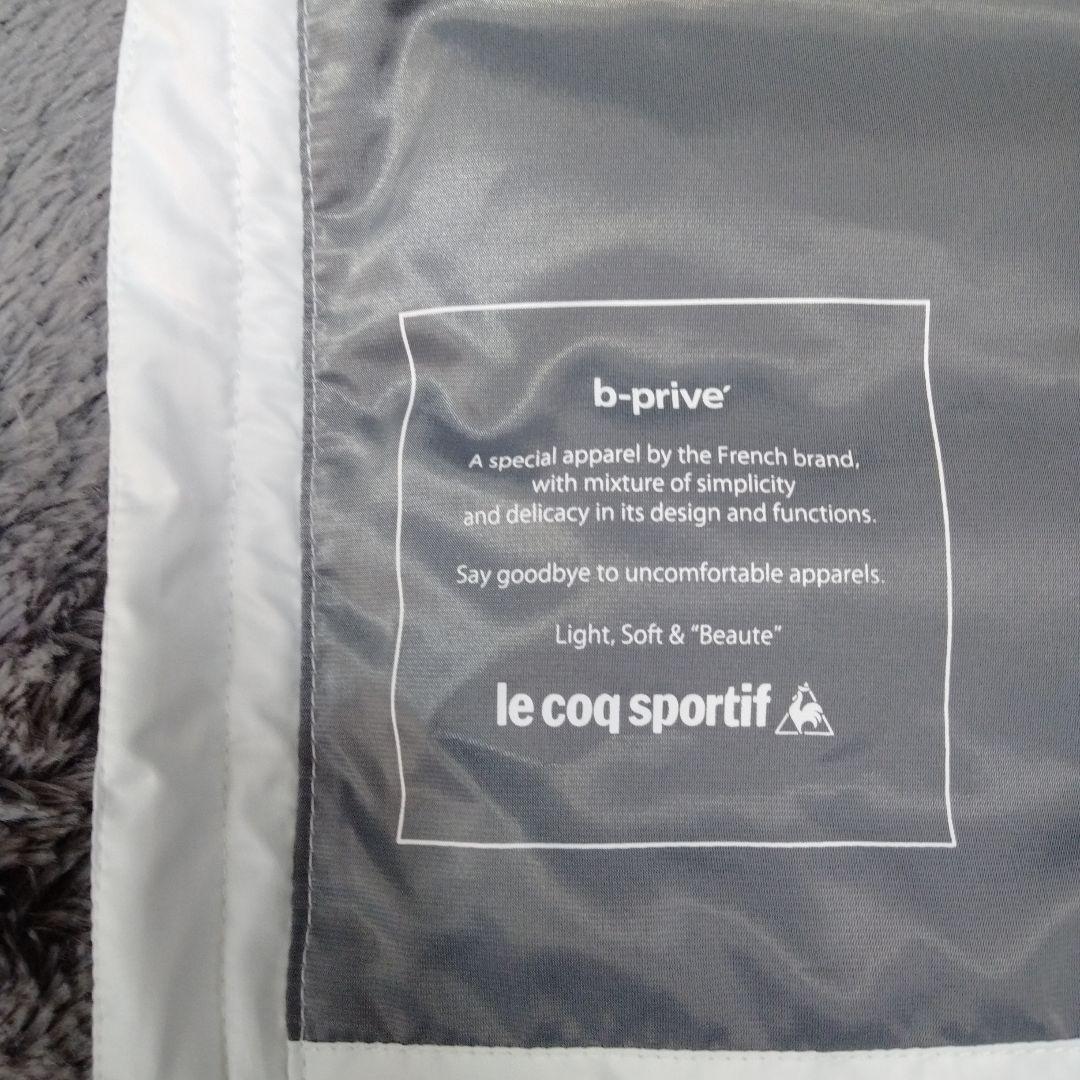 b-prive´
A special apparel by the French brand,
with mixture of simplicity
and delicacy in its design and functions.
Say goodbye to uncomfortable apparels.
Light, Soft & “Beaute”
le coq sportif